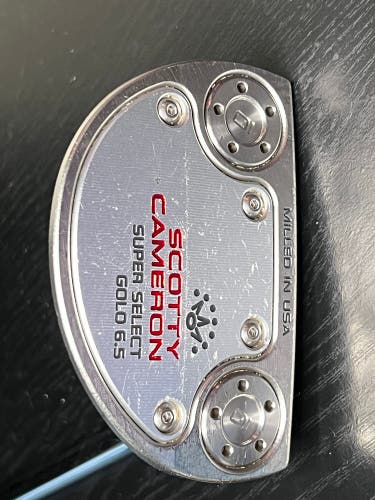 SCOTTY
CAMERON
SUPER SELECT
GOLO 6.5
MILLED IN USA